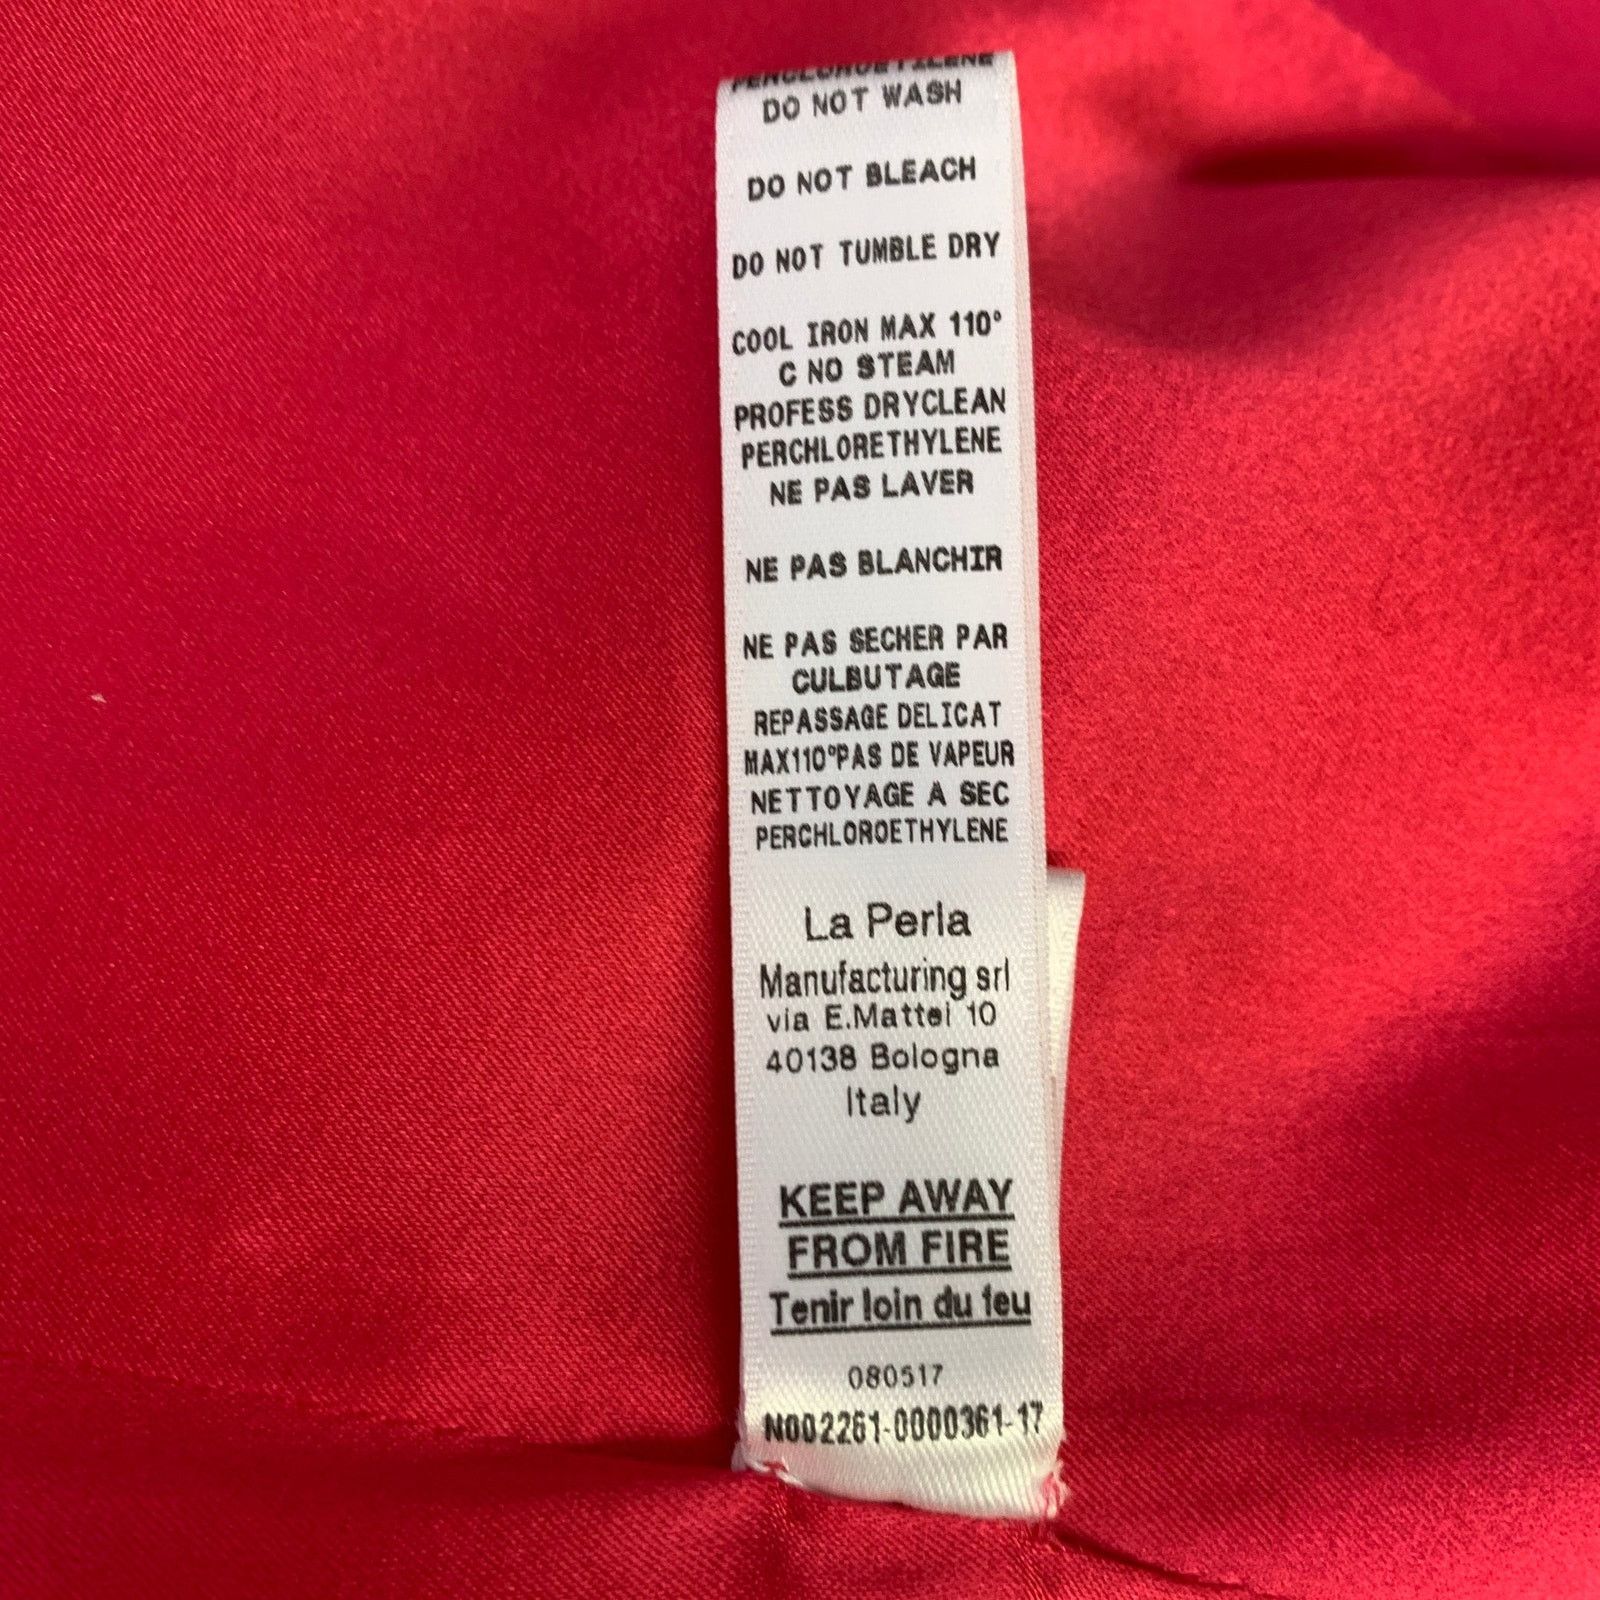 PERCLOROETILENE
DO NOT WASH
DO NOT BLEACH
DO NOT TUMBLE DRY
COOL IRON MAX 110°
C NO STEAM
PROFESS DRYCLEAN
PERCHLORETHYLENE
NE PAS LAVER
NE PAS BLANCHIR
NE PAS SECHER PAR
CULBUTAGE
REPASSAGE DELICAT
MAX110°PAS DE VAPEUR
NETTOYAGE A SEC
PERCHLOROETHYLENE
La Perla
Manufacturing srl
via E.Mattei 10
40138 Bologna
Italy
KEEP AWAY
FROM FIRE
Tenir loin du feu
080517
N002261-0000361-17